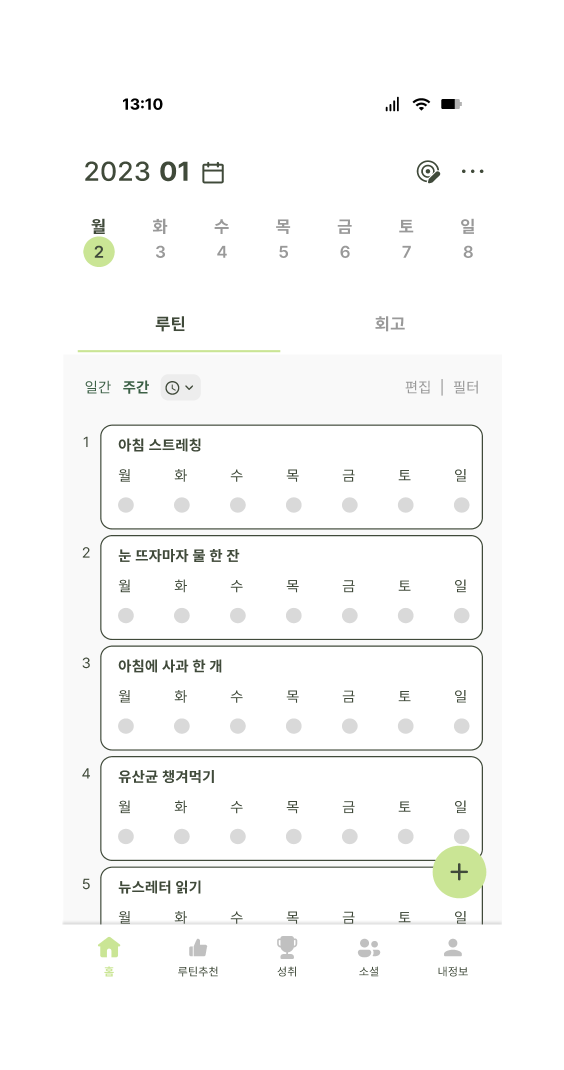 13:10
2023 01
월 화 수 목 금 토 일
2 3 4 5 6 7 8
루틴 회고
일간 주간 편집 | 필터
1 아침 스트레칭
월 화 수 목 금 토 일
2 눈 뜨자마자 물 한 잔
월 화 수 목 금 토 일
3 아침에 사과 한 개
월 화 수 목 금 토 일
4 유산균 챙겨먹기
월 화 수 목 금 토 일
5 뉴스레터 읽기
월 화 수 목 금 토 일
홈 루틴추천 성취 소셜 내정보